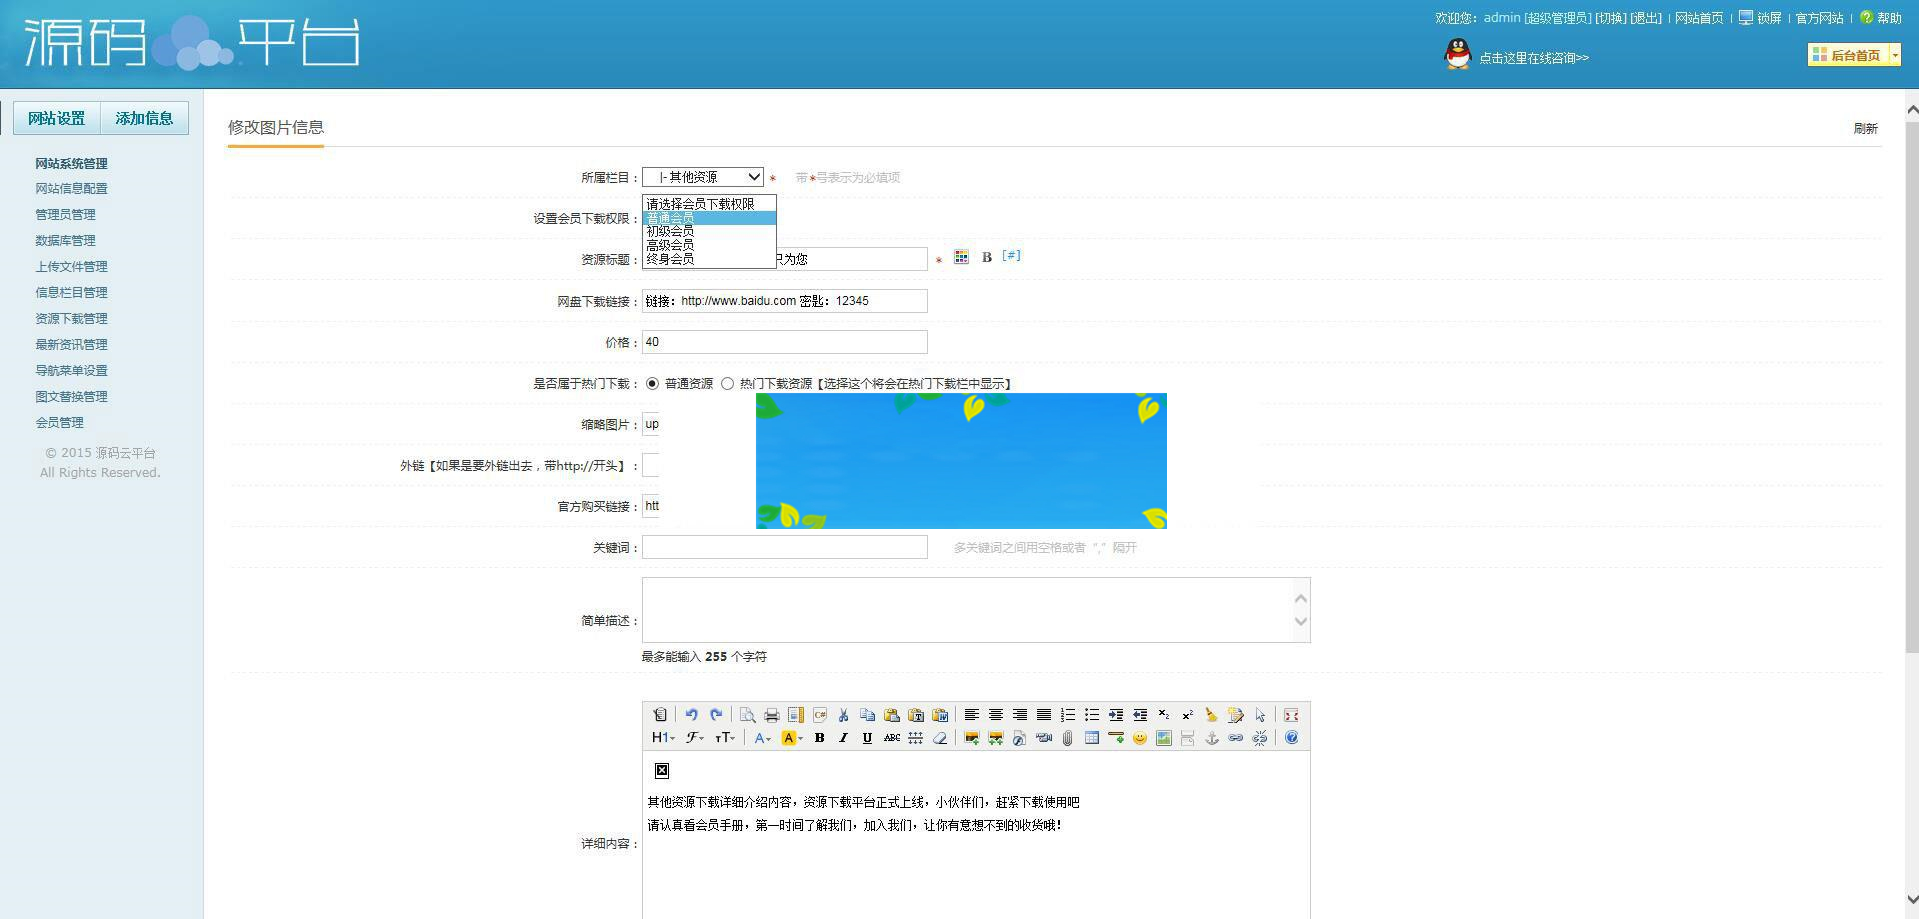 源码云平台
欢迎您：admin [超级管理员] [切换] [退出] | 网站首页 | 锁屏 | 官方网站 | 帮助
点击这里在线咨询>>
后台首页
网站设置 添加信息
网站系统管理
网站信息配置
管理员管理
数据库管理
上传文件管理
信息栏目管理
资源下载管理
最新资讯管理
导航菜单设置
图文替换管理
会员管理
© 2015 源码云平台
All Rights Reserved.
修改图片信息
刷新
所属栏目： |- 其他资源 * 带*号表示为必填项
设置会员下载权限：
请选择会员下载权限
普通会员
初级会员
高级会员
终身会员
资源标题： 只为您 * B [#]
网盘下载链接： 链接：http://www.baidu.com 密匙：12345
价格： 40
是否属于热门下载： 普通资源 热门下载资源【选择这个将会在热门下载栏中显示】
缩略图片： up
外链【如果是要外链出去，带http://开头】：
官方购买链接： htt
关键词： 多关键词之间用空格或者 “,” 隔开
简单描述：
最多能输入 255 个字符
H1 F тT A A B I U ABC
其他资源下载详细介绍内容，资源下载平台正式上线，小伙伴们，赶紧下载使用吧
请认真看会员手册，第一时间了解我们，加入我们，让你有意想不到的收货哦！
详细内容：